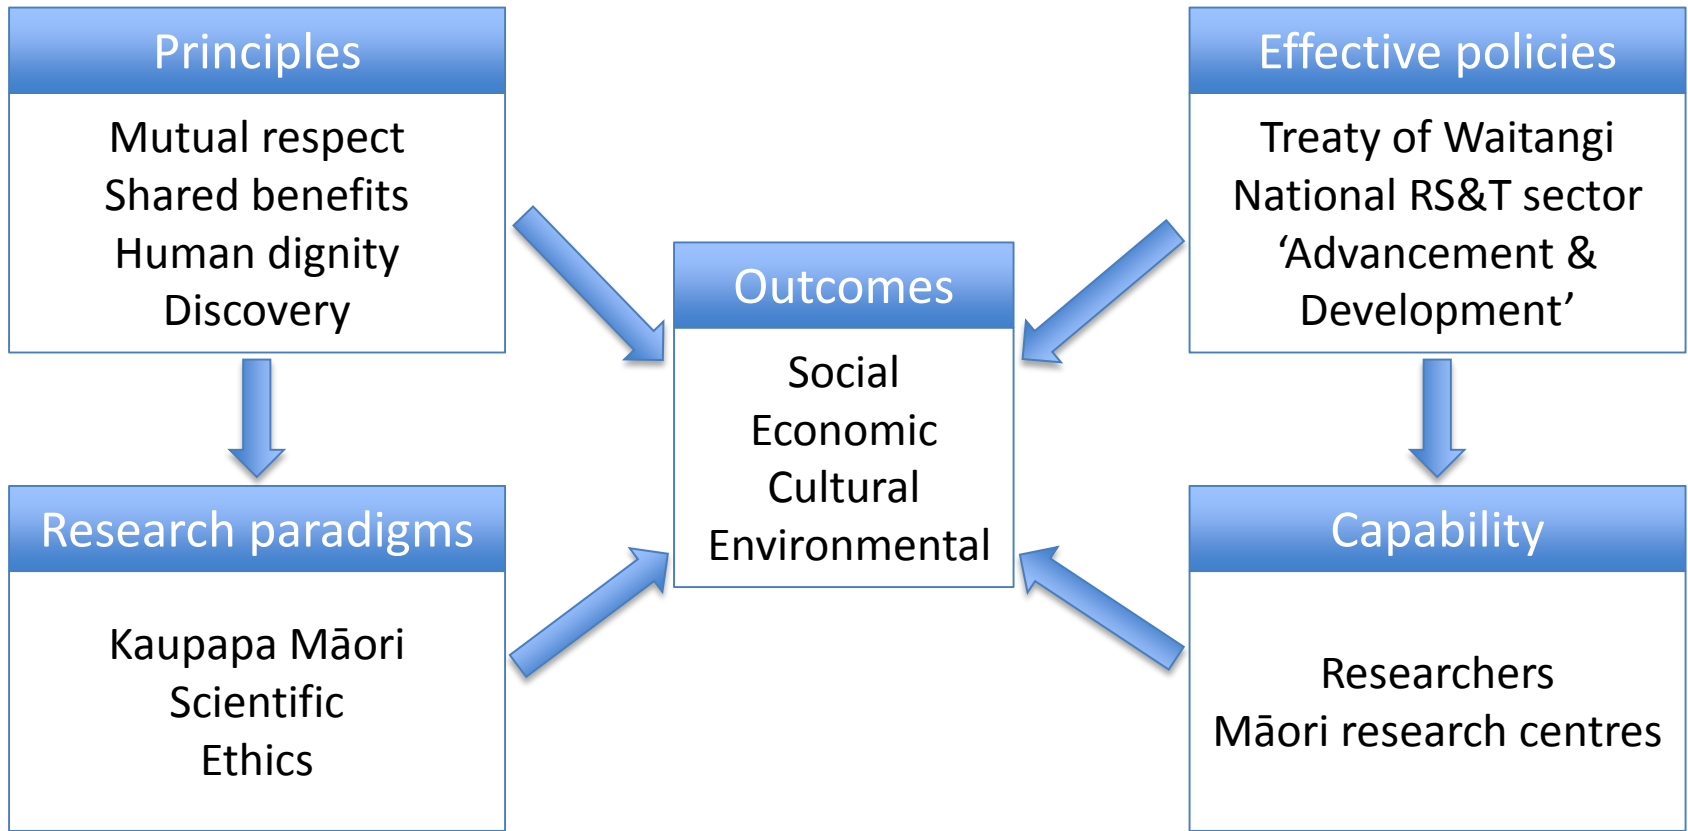 Principles
Mutual respect
Shared benefits
Human dignity
Discovery
Effective policies
Treaty of Waitangi
National RS&T sector
‘Advancement &
Development’
Outcomes
Social
Economic
Cultural
Environmental
Research paradigms
Kaupapa Māori
Scientific
Ethics
Capability
Researchers
Māori research centres